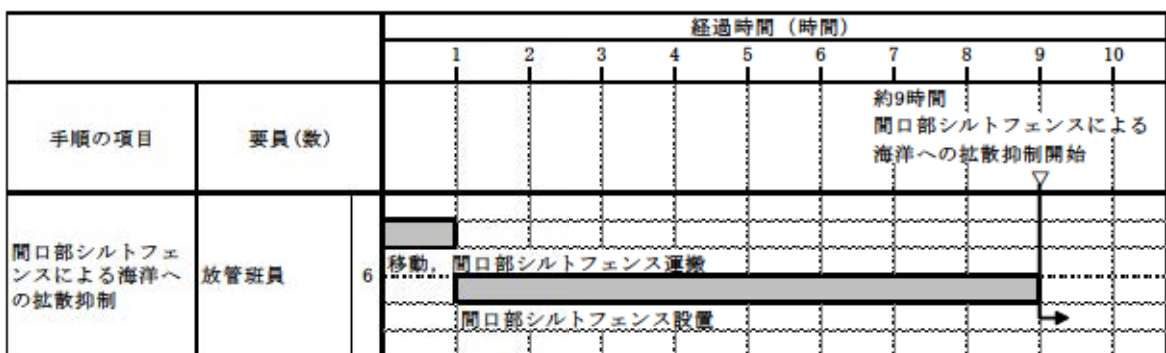 経過時間（時間）
1 2 3 4 5 6 7 8 9 10
手順の項目
要員(数)
約9時間
間口部シルトフェンスによる
海洋への拡散抑制開始
間口部シルトフェ
ンスによる海洋へ
の拡散抑制
放管班員
6
移動，間口部シルトフェンス運搬
間口部シルトフェンス設置